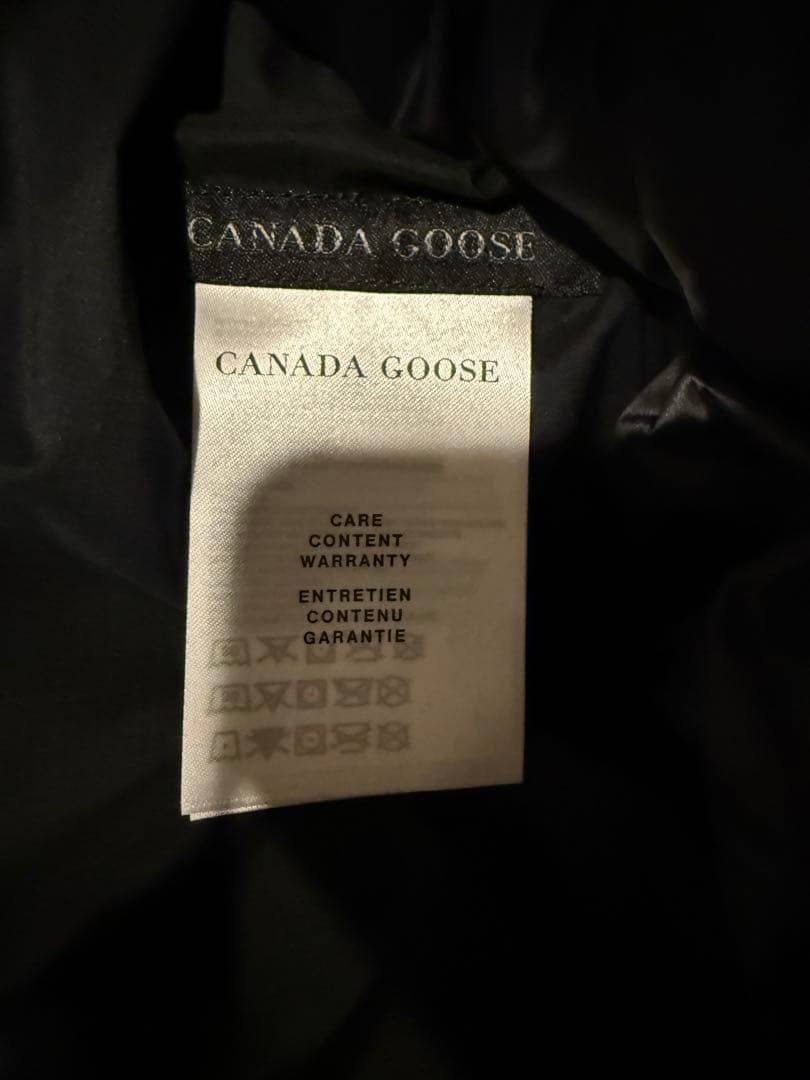 CANADA GOOSE
CANADA GOOSE
CARE
CONTENT
WARRANTY
ENTRETIEN
CONTENU
GARANTIE